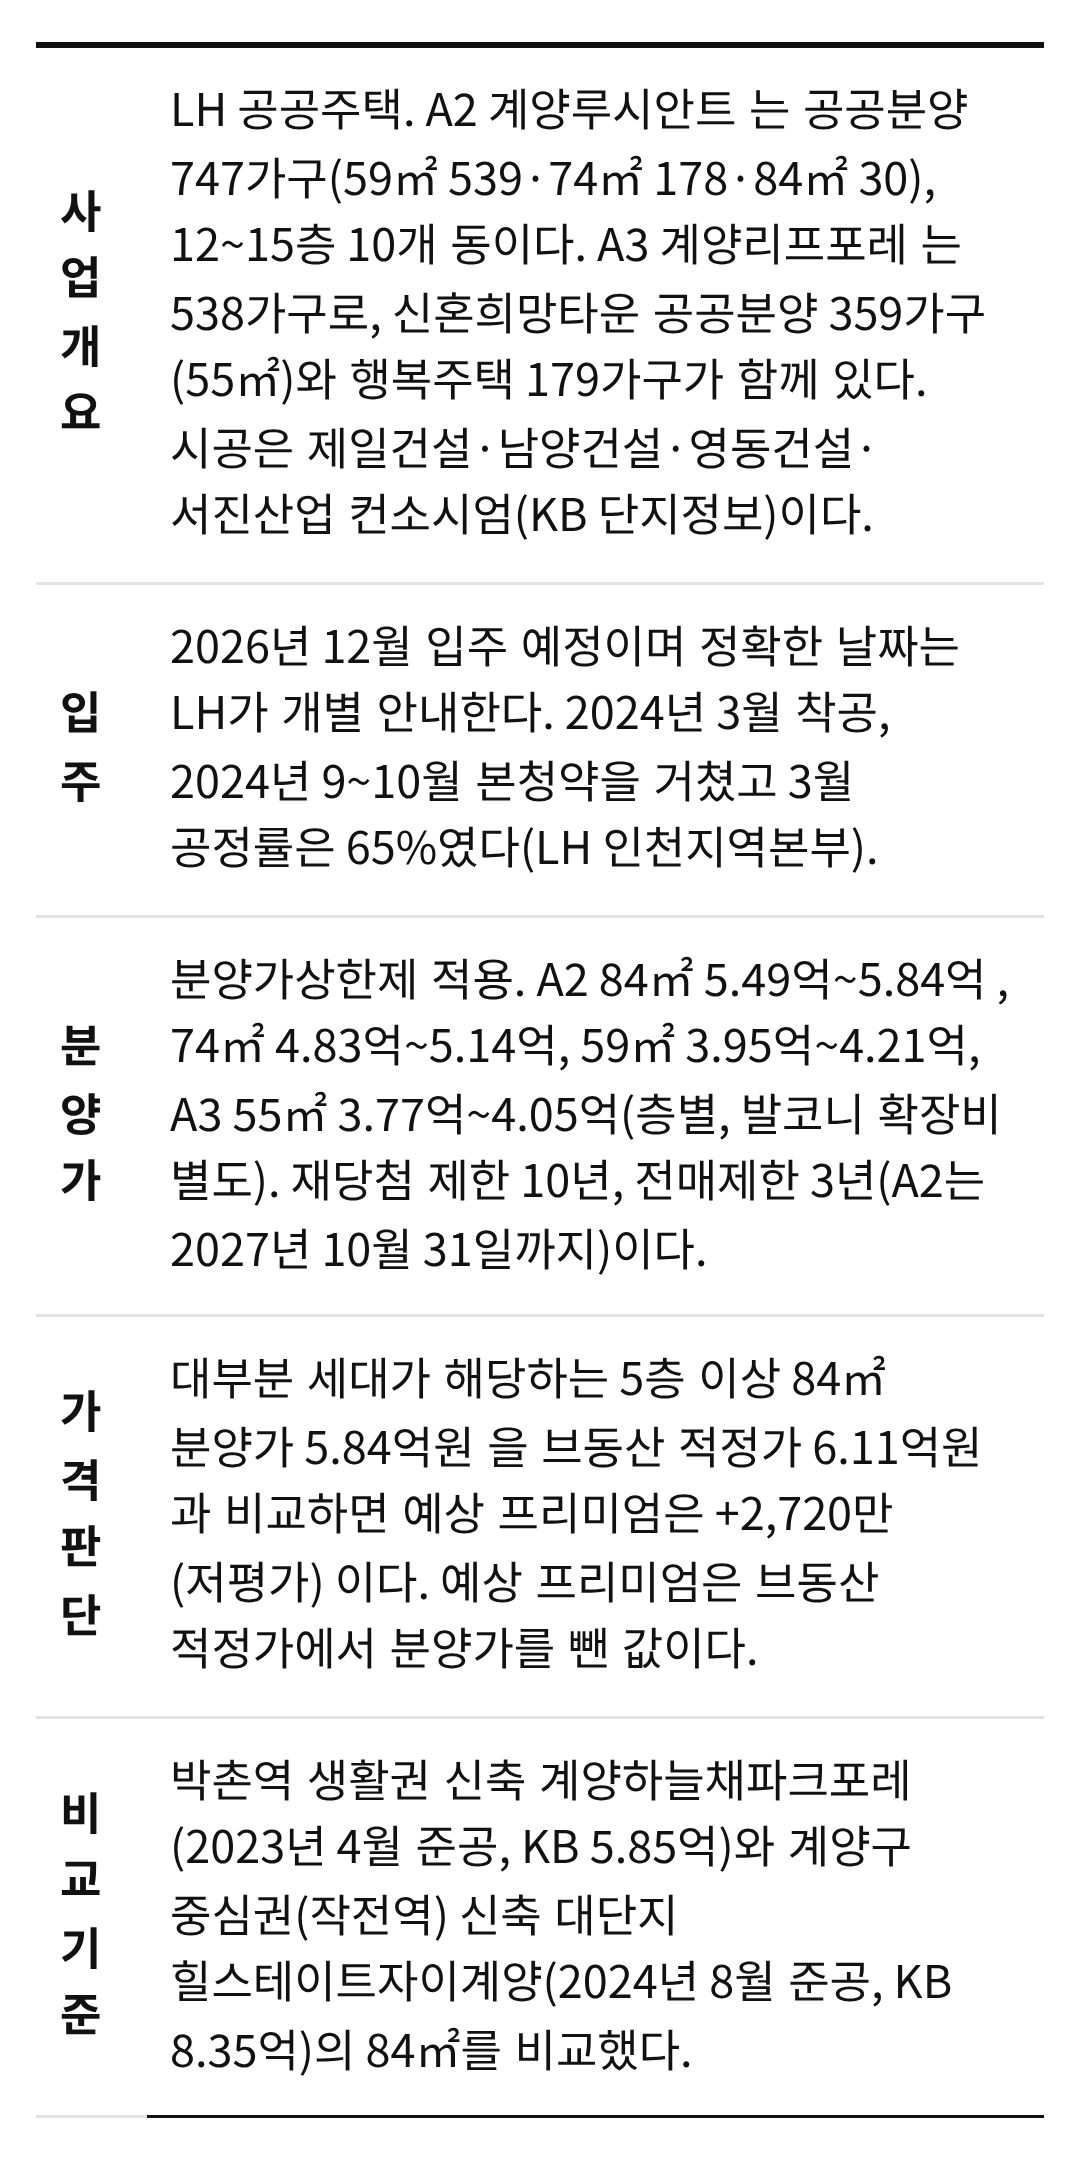 사업개요
LH 공공주택. A2 계양루시안트 는 공공분양
747가구(59㎡ 539·74㎡ 178·84㎡ 30),
12~15층 10개 동이다. A3 계양리프포레 는
538가구로, 신혼희망타운 공공분양 359가구
(55㎡)와 행복주택 179가구가 함께 있다.
시공은 제일건설·남양건설·영동건설·
서진산업 컨소시엄(KB 단지정보)이다.
입주
2026년 12월 입주 예정이며 정확한 날짜는
LH가 개별 안내한다. 2024년 3월 착공,
2024년 9~10월 본청약을 거쳤고 3월
공정률은 65%였다(LH 인천지역본부).
분양가
분양가상한제 적용. A2 84㎡ 5.49억~5.84억 ,
74㎡ 4.83억~5.14억, 59㎡ 3.95억~4.21억,
A3 55㎡ 3.77억~4.05억(층별, 발코니 확장비
별도). 재당첨 제한 10년, 전매제한 3년(A2는
2027년 10월 31일까지)이다.
가격판단
대부분 세대가 해당하는 5층 이상 84㎡
분양가 5.84억원 을 브동산 적정가 6.11억원
과 비교하면 예상 프리미엄은 +2,720만
(저평가) 이다. 예상 프리미엄은 브동산
적정가에서 분양가를 뺀 값이다.
비교기준
박촌역 생활권 신축 계양하늘채파크포레
(2023년 4월 준공, KB 5.85억)와 계양구
중심권(작전역) 신축 대단지
힐스테이트자이계양(2024년 8월 준공, KB
8.35억)의 84㎡를 비교했다.